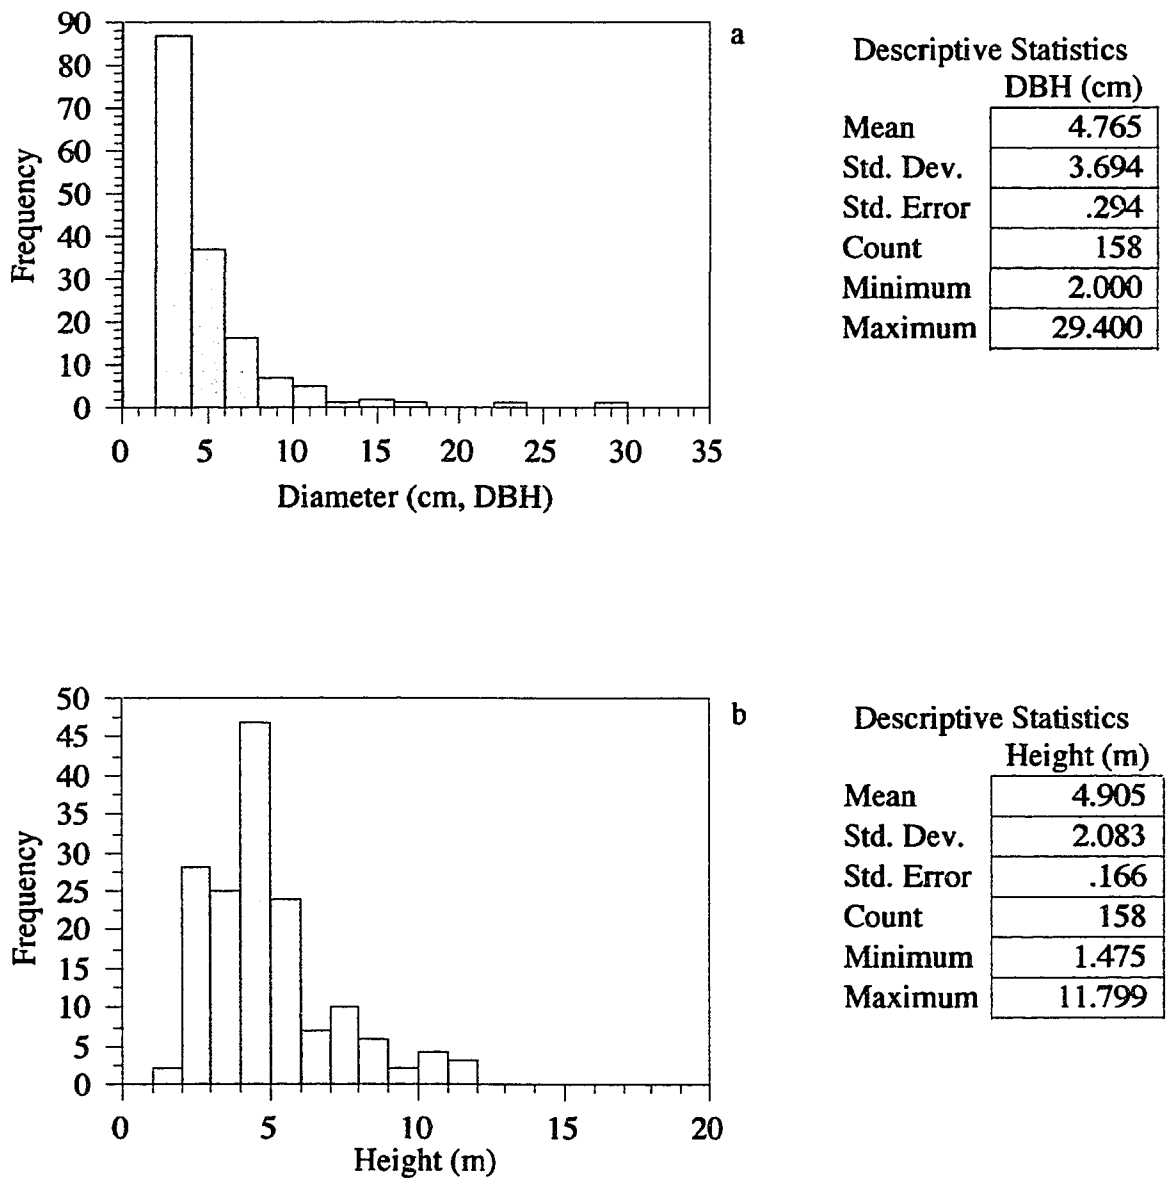 a
90
80
70
60
50
40
30
20
10
0
Frequency
0 5 10 15 20 25 30 35
Diameter (cm, DBH)
Descriptive Statistics
DBH (cm)
Mean 4.765
Std. Dev. 3.694
Std. Error .294
Count 158
Minimum 2.000
Maximum 29.400
b
50
45
40
35
30
25
20
15
10
5
0
Frequency
0 5 10 15 20
Height (m)
Descriptive Statistics
Height (m)
Mean 4.905
Std. Dev. 2.083
Std. Error .166
Count 158
Minimum 1.475
Maximum 11.799